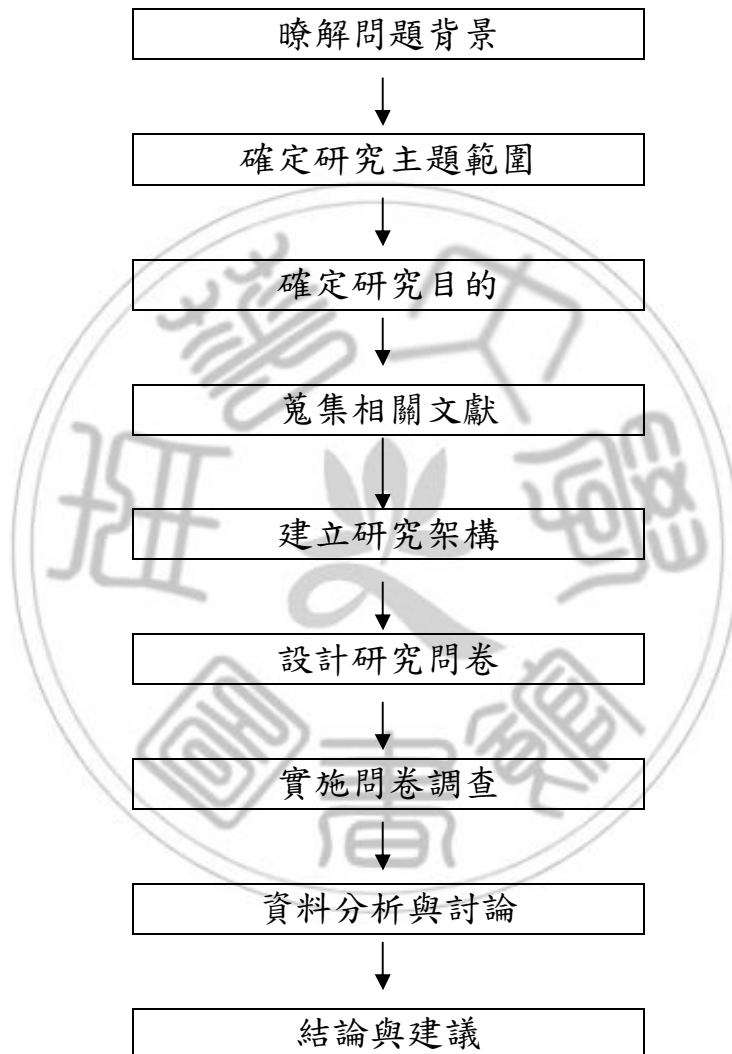 瞭解問題背景
確定研究主題範圍
確定研究目的
蒐集相關文獻
建立研究架構
設計研究問卷
實施問卷調查
資料分析與討論
結論與建議